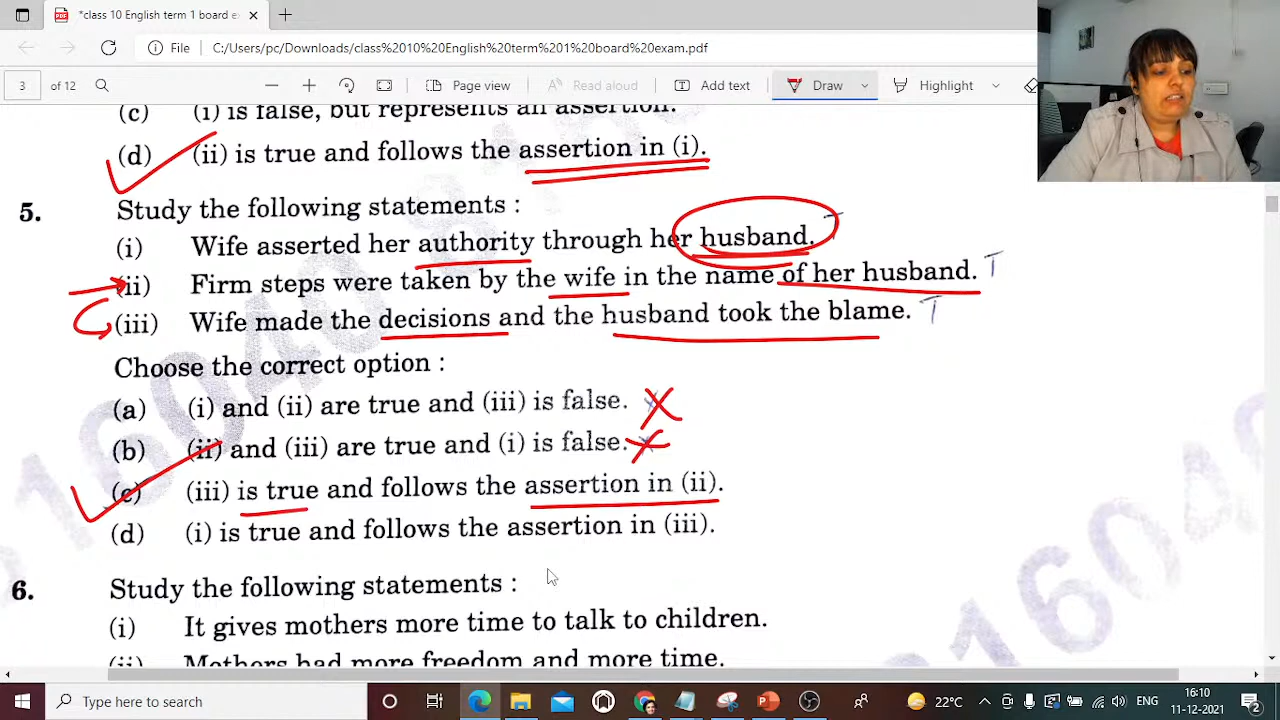 *class 10 English term 1 board e
File
C:/Users/pc/Downloads/class%2010%20English%20term%201%20board%20exam.pdf
3 of 12
Page view
Read aloud
Add text
Draw
Highlight
(c) (i) is false, but represents an assertion.
(d) (ii) is true and follows the assertion in (i).
5. Study the following statements :
(i) Wife asserted her authority through her husband. T
(ii) Firm steps were taken by the wife in the name of her husband. T
(iii) Wife made the decisions and the husband took the blame. T
Choose the correct option :
(a) (i) and (ii) are true and (iii) is false.
(b) (ii) and (iii) are true and (i) is false.
(c) (iii) is true and follows the assertion in (ii).
(d) (i) is true and follows the assertion in (iii).
6. Study the following statements :
(i) It gives mothers more time to talk to children.
(ii) Mothers had more freedom and more time.
Type here to search
22°C
ENG
16:10
11-12-2021
2